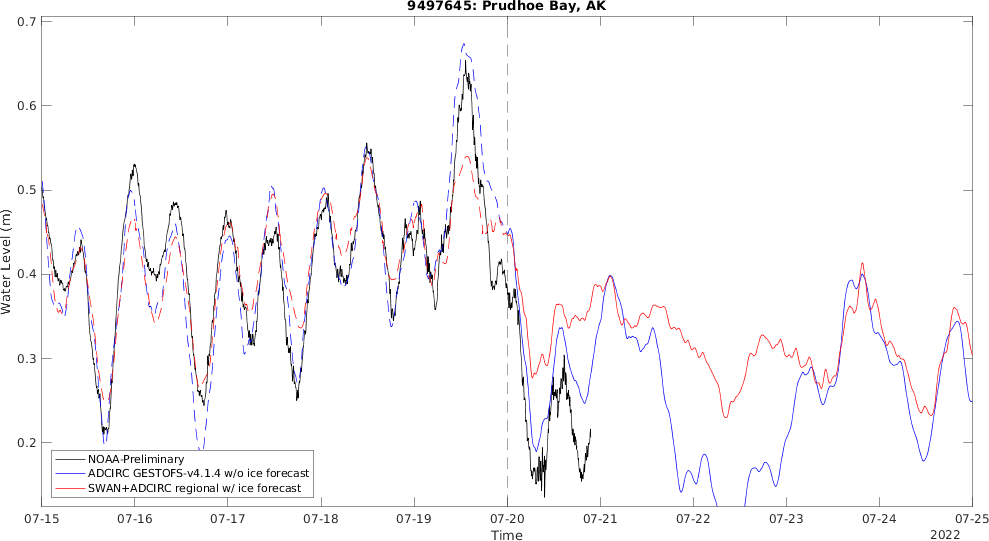 9497645: Prudhoe Bay, AK
Water Level (m)
0.7
0.6
0.5
0.4
0.3
0.2
NOAA-Preliminary
ADCIRC GESTOFS-v4.1.4 w/o ice forecast
SWAN+ADCIRC regional w/ ice forecast
07-15 07-16 07-17 07-18 07-19 07-20 07-21 07-22 07-23 07-24 07-25
Time
2022